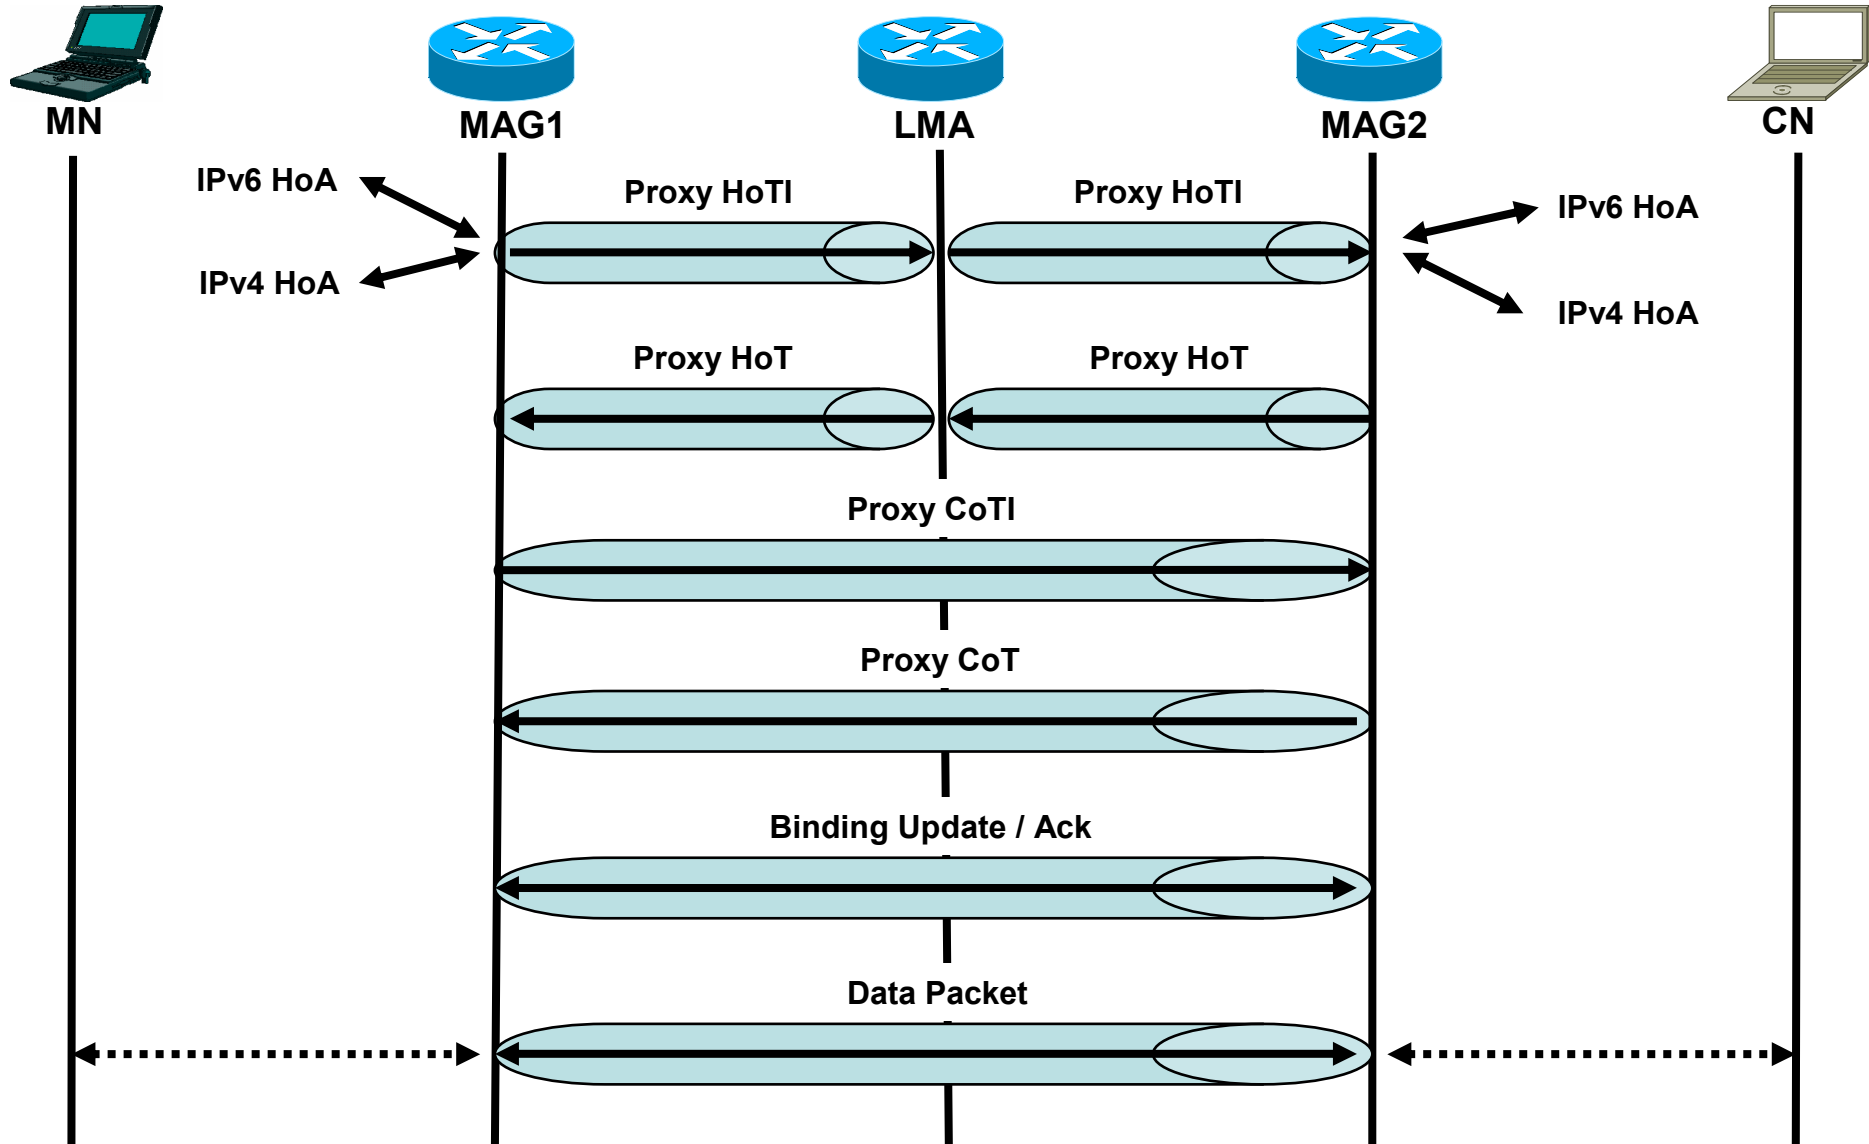 MN
MAG1
LMA
MAG2
CN
IPv6 HoA
Proxy HoTI
Proxy HoTI
IPv6 HoA
IPv4 HoA
IPv4 HoA
Proxy HoT
Proxy HoT
Proxy CoTI
Proxy CoT
Binding Update / Ack
Data Packet